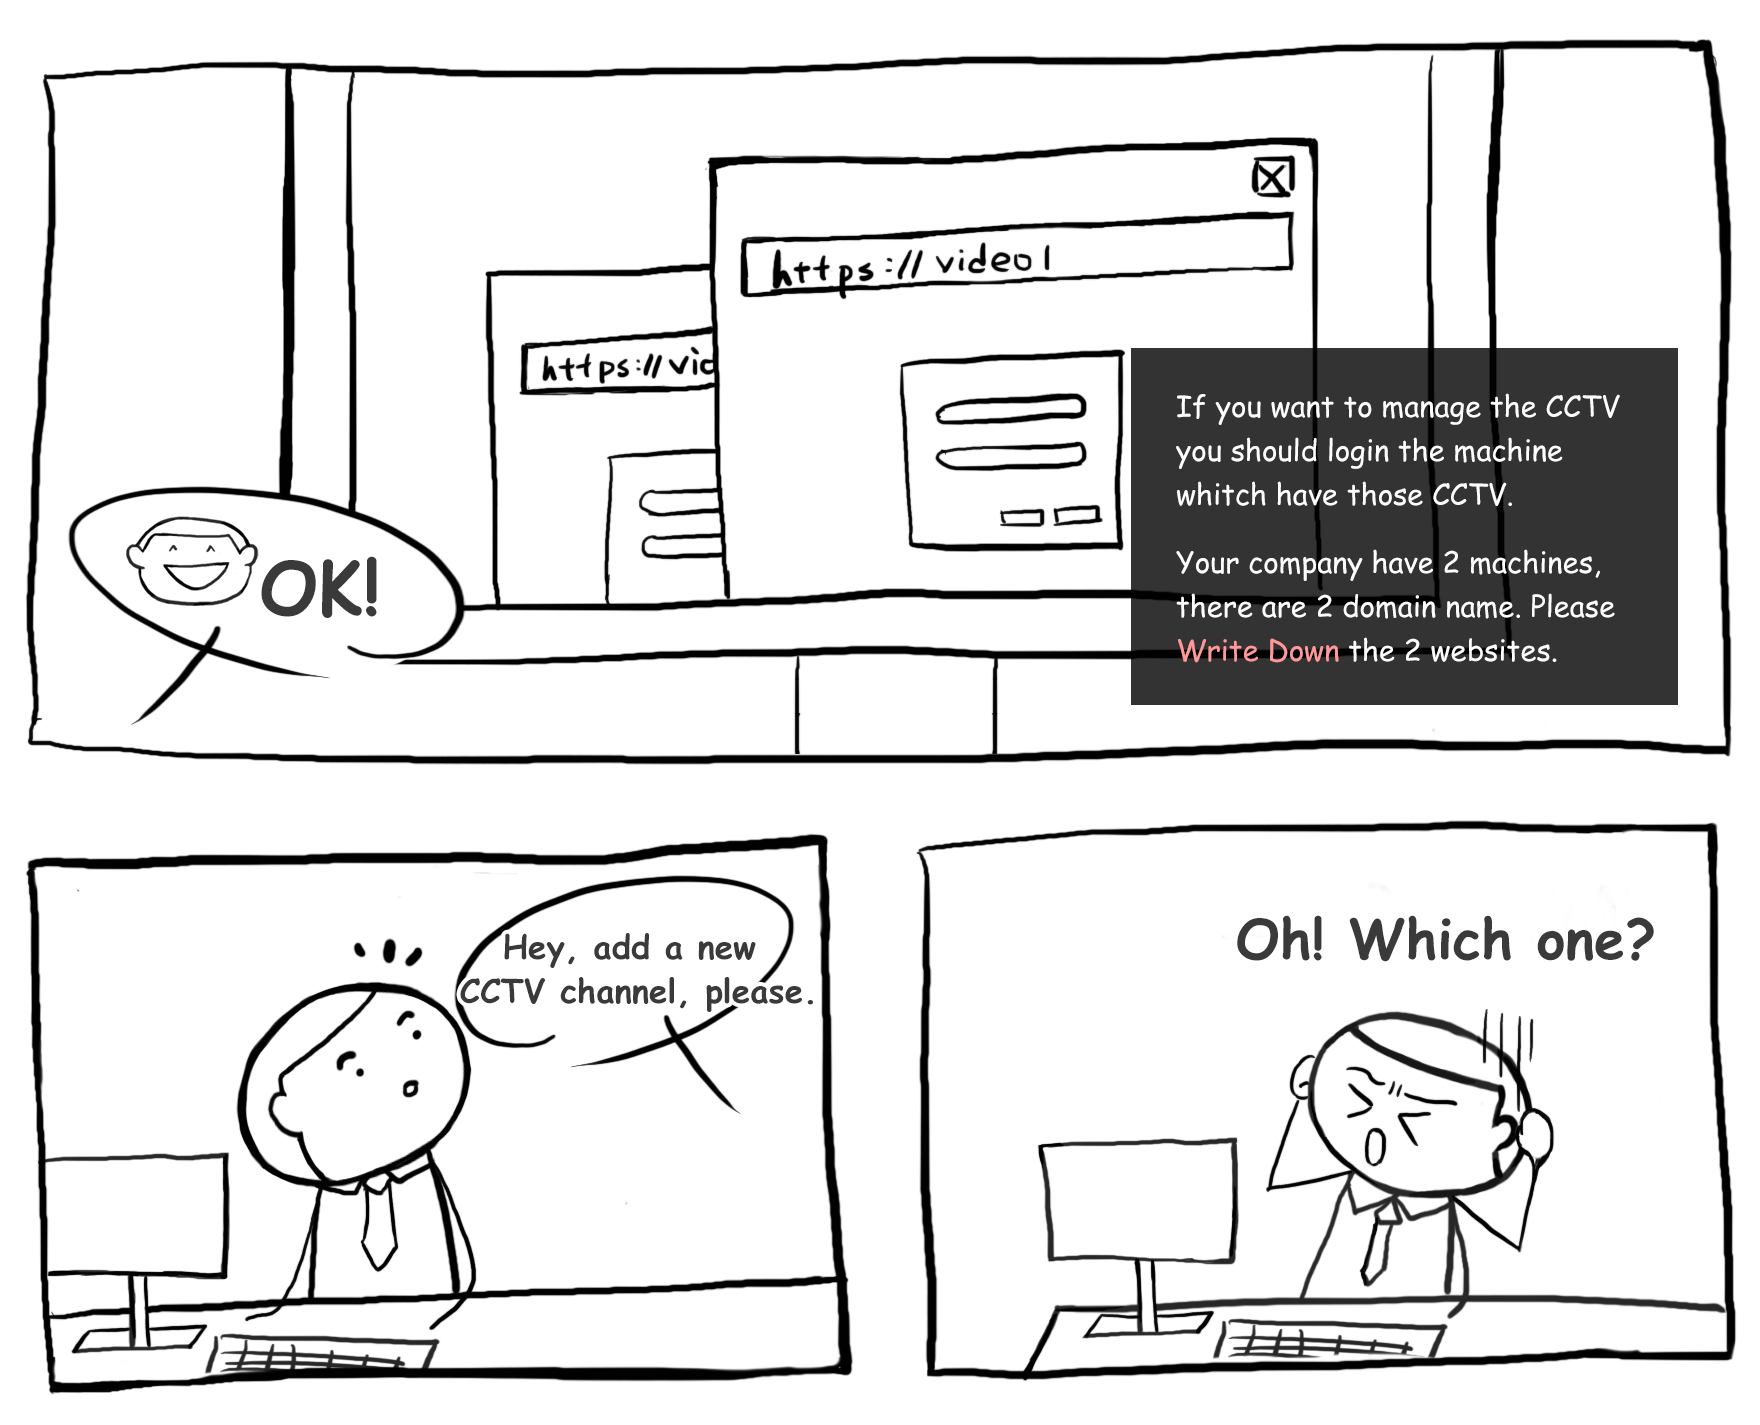 https://video1
https://vid
If you want to manage the CCTV
you should login the machine
whitch have those CCTV.
Your company have 2 machines,
there are 2 domain name. Please
Write Down the 2 websites.
OK!
Hey, add a new
CCTV channel, please.
Oh! Which one?